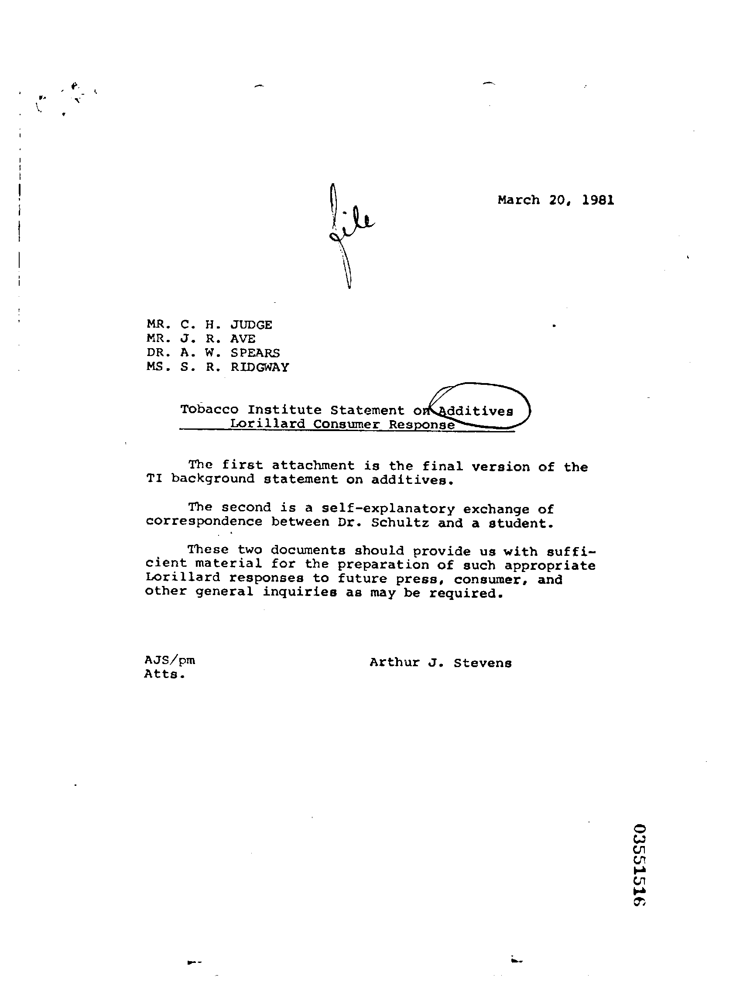 file
March 20, 1981
MR. C. H. JUDGE
MR. J. R. AVE
DR. A. W. SPEARS
MS. S. R. RIDGWAY
Tobacco Institute Statement on Additives
Lorillard Consumer Response
The first attachment is the final version of the
TI background statement on additives.
The second is a self-explanatory exchange of
correspondence between Dr. Schultz and a student.
These two documents should provide us with suffi-
cient material for the preparation of such appropriate
Lorillard responses to future press, consumer, and
other general inquiries as may be required.
AJS/pm
Arthur J. Stevens
Atts.
03551516